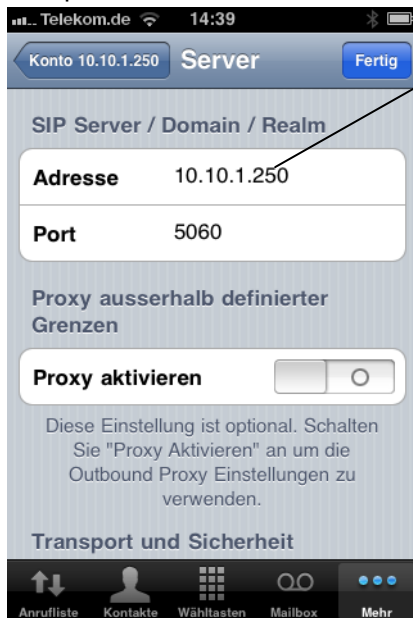 Telekom.de 14:39
Konto 10.10.1.250 Server Fertig
SIP Server / Domain / Realm
Adresse 10.10.1.250
Port 5060
Proxy ausserhalb definierter
Grenzen
Proxy aktivieren
Diese Einstellung ist optional. Schalten
Sie "Proxy Aktivieren" an um die
Outbound Proxy Einstellungen zu
verwenden.
Transport und Sicherheit
Anrufliste Kontakte Wähltasten Mailbox Mehr